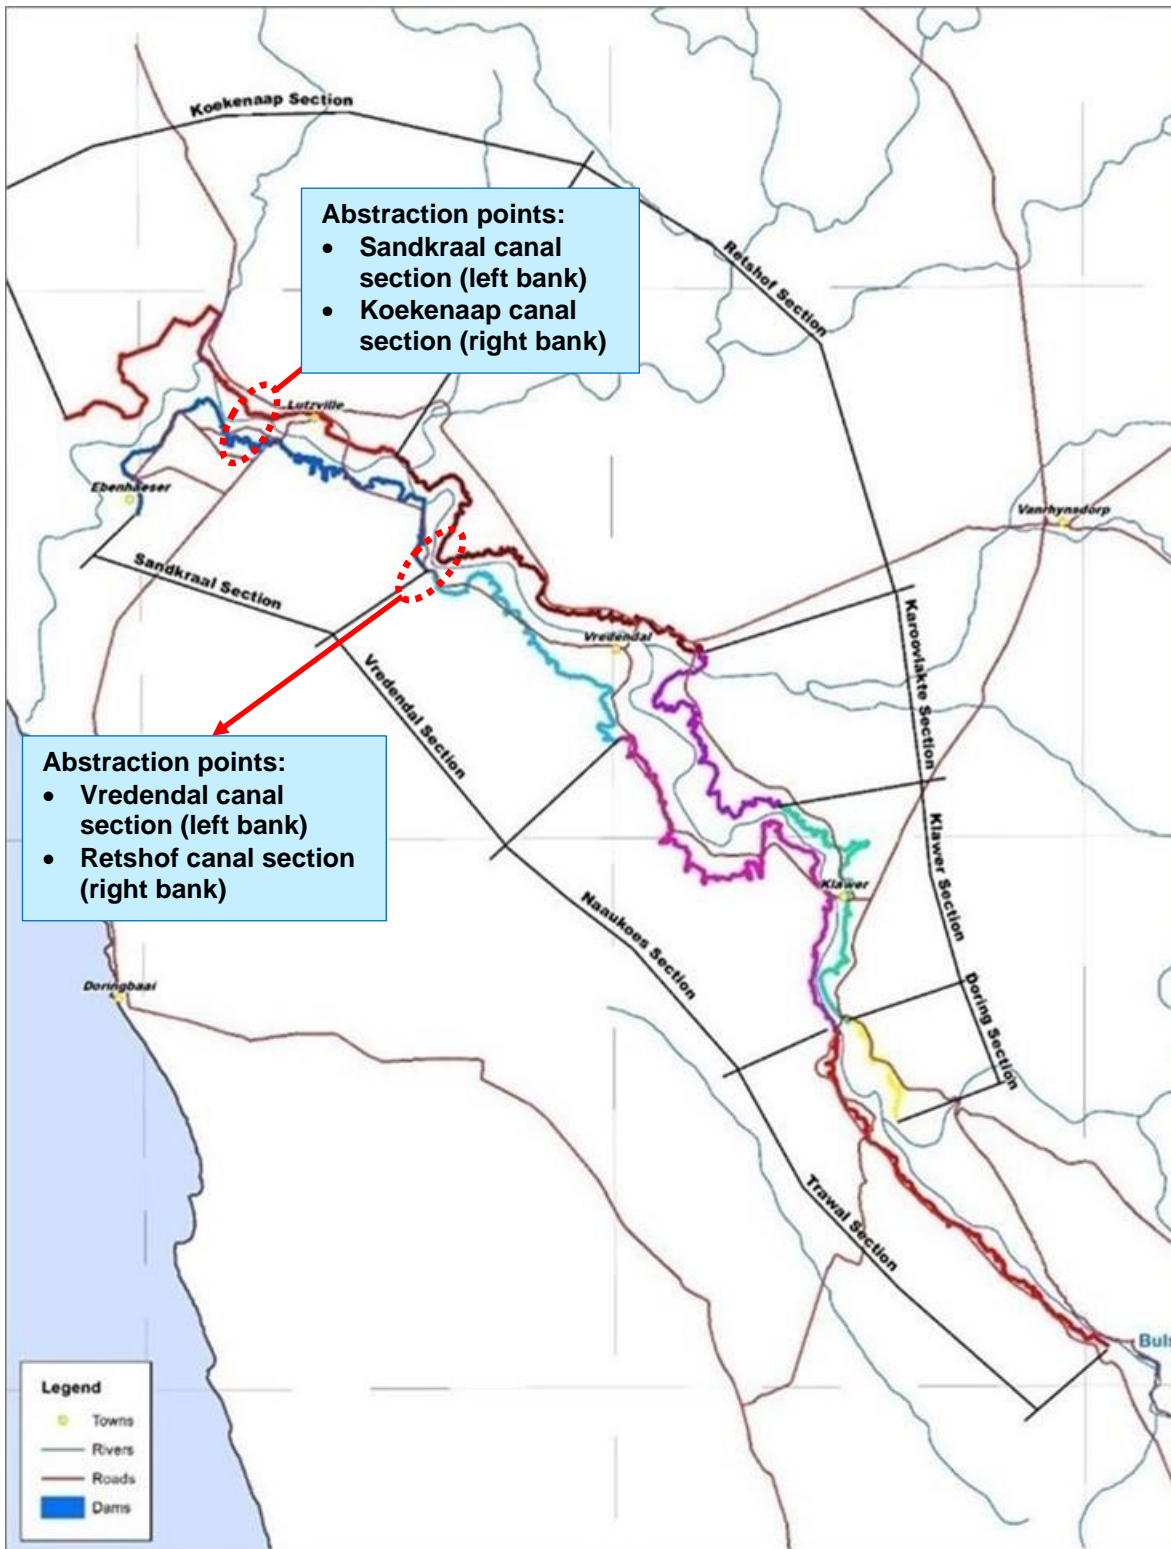 Koekenaap Section
Abstraction points:
• Sandkraal canal
section (left bank)
• Koekenaap canal
section (right bank)
Retshof Section
Lutzville
Ebenhaeser
Vanrhynsdorp
Sandkraal Section
Vredendal
Karoovlakte Section
Vredendal Section
Abstraction points:
• Vredendal canal
section (left bank)
• Retshof canal section
(right bank)
Klawer Section
Klawer
Naaukoes Section
Doringbaai
Doring Section
Trawal Section
Buls
Legend
Towns
Rivers
Roads
Dams